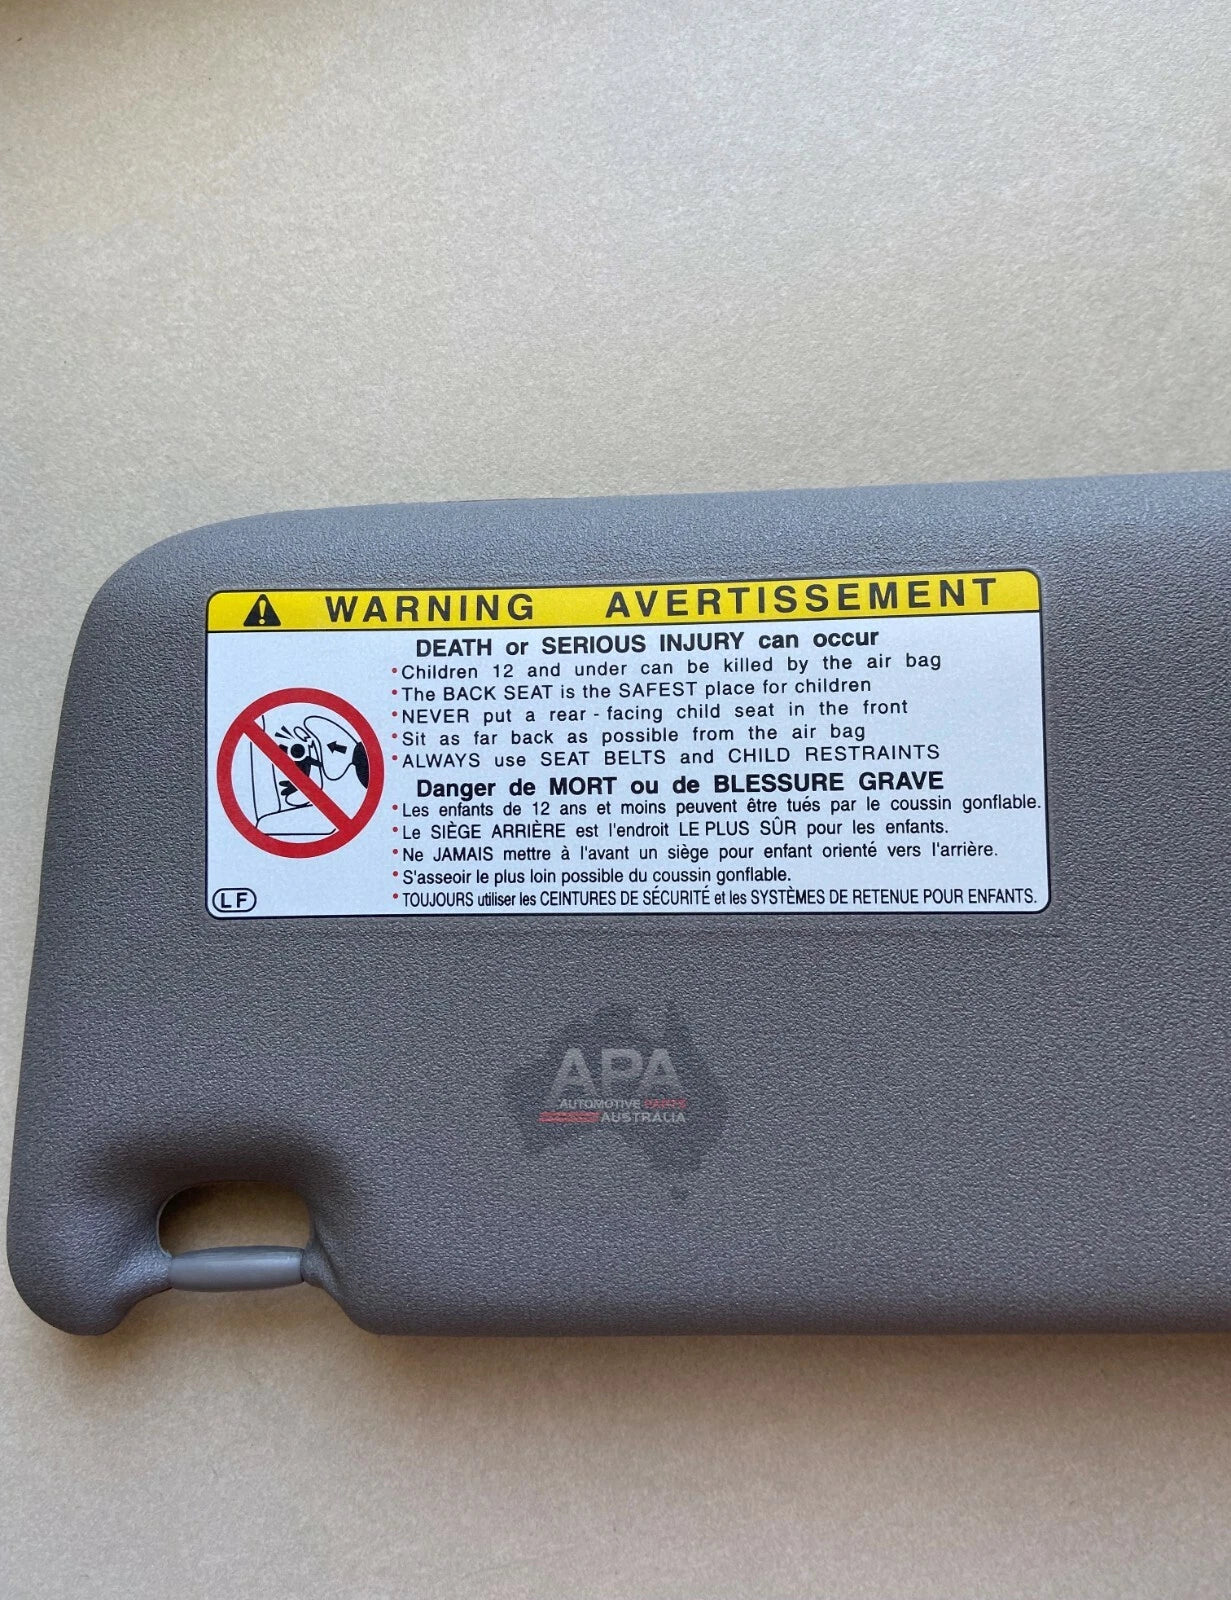 WARNING AVERTISSEMENT
DEATH or SERIOUS INJURY can occur
•Children 12 and under can be killed by the air bag
•The BACK SEAT is the SAFEST place for children
•NEVER put a rear-facing child seat in the front
•Sit as far back as possible from the air bag
•ALWAYS use SEAT BELTS and CHILD RESTRAINTS
Danger de MORT ou de BLESSURE GRAVE
•Les enfants de 12 ans et moins peuvent être tués par le coussin gonflable.
•Le SIÈGE ARRIÈRE est l'endroit LE PLUS SÛR pour les enfants.
•Ne JAMAIS mettre à l'avant un siège pour enfant orienté vers l'arrière.
•S'asseoir le plus loin possible du coussin gonflable.
•TOUJOURS utiliser les CEINTURES DE SÉCURITÉ et les SYSTÈMES DE RETENUE POUR ENFANTS.
LF
APA
AUTOMOTIVE PARTS
AUSTRALIA